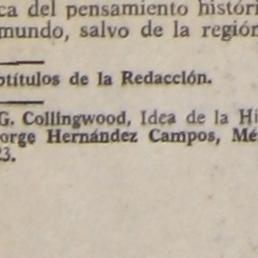 ca del pensamiento históri
mundo, salvo de la región
btítulos de la Redacción.
G. Collingwood, Idea de la Hi
orge Hernández Campos, Mé
23.